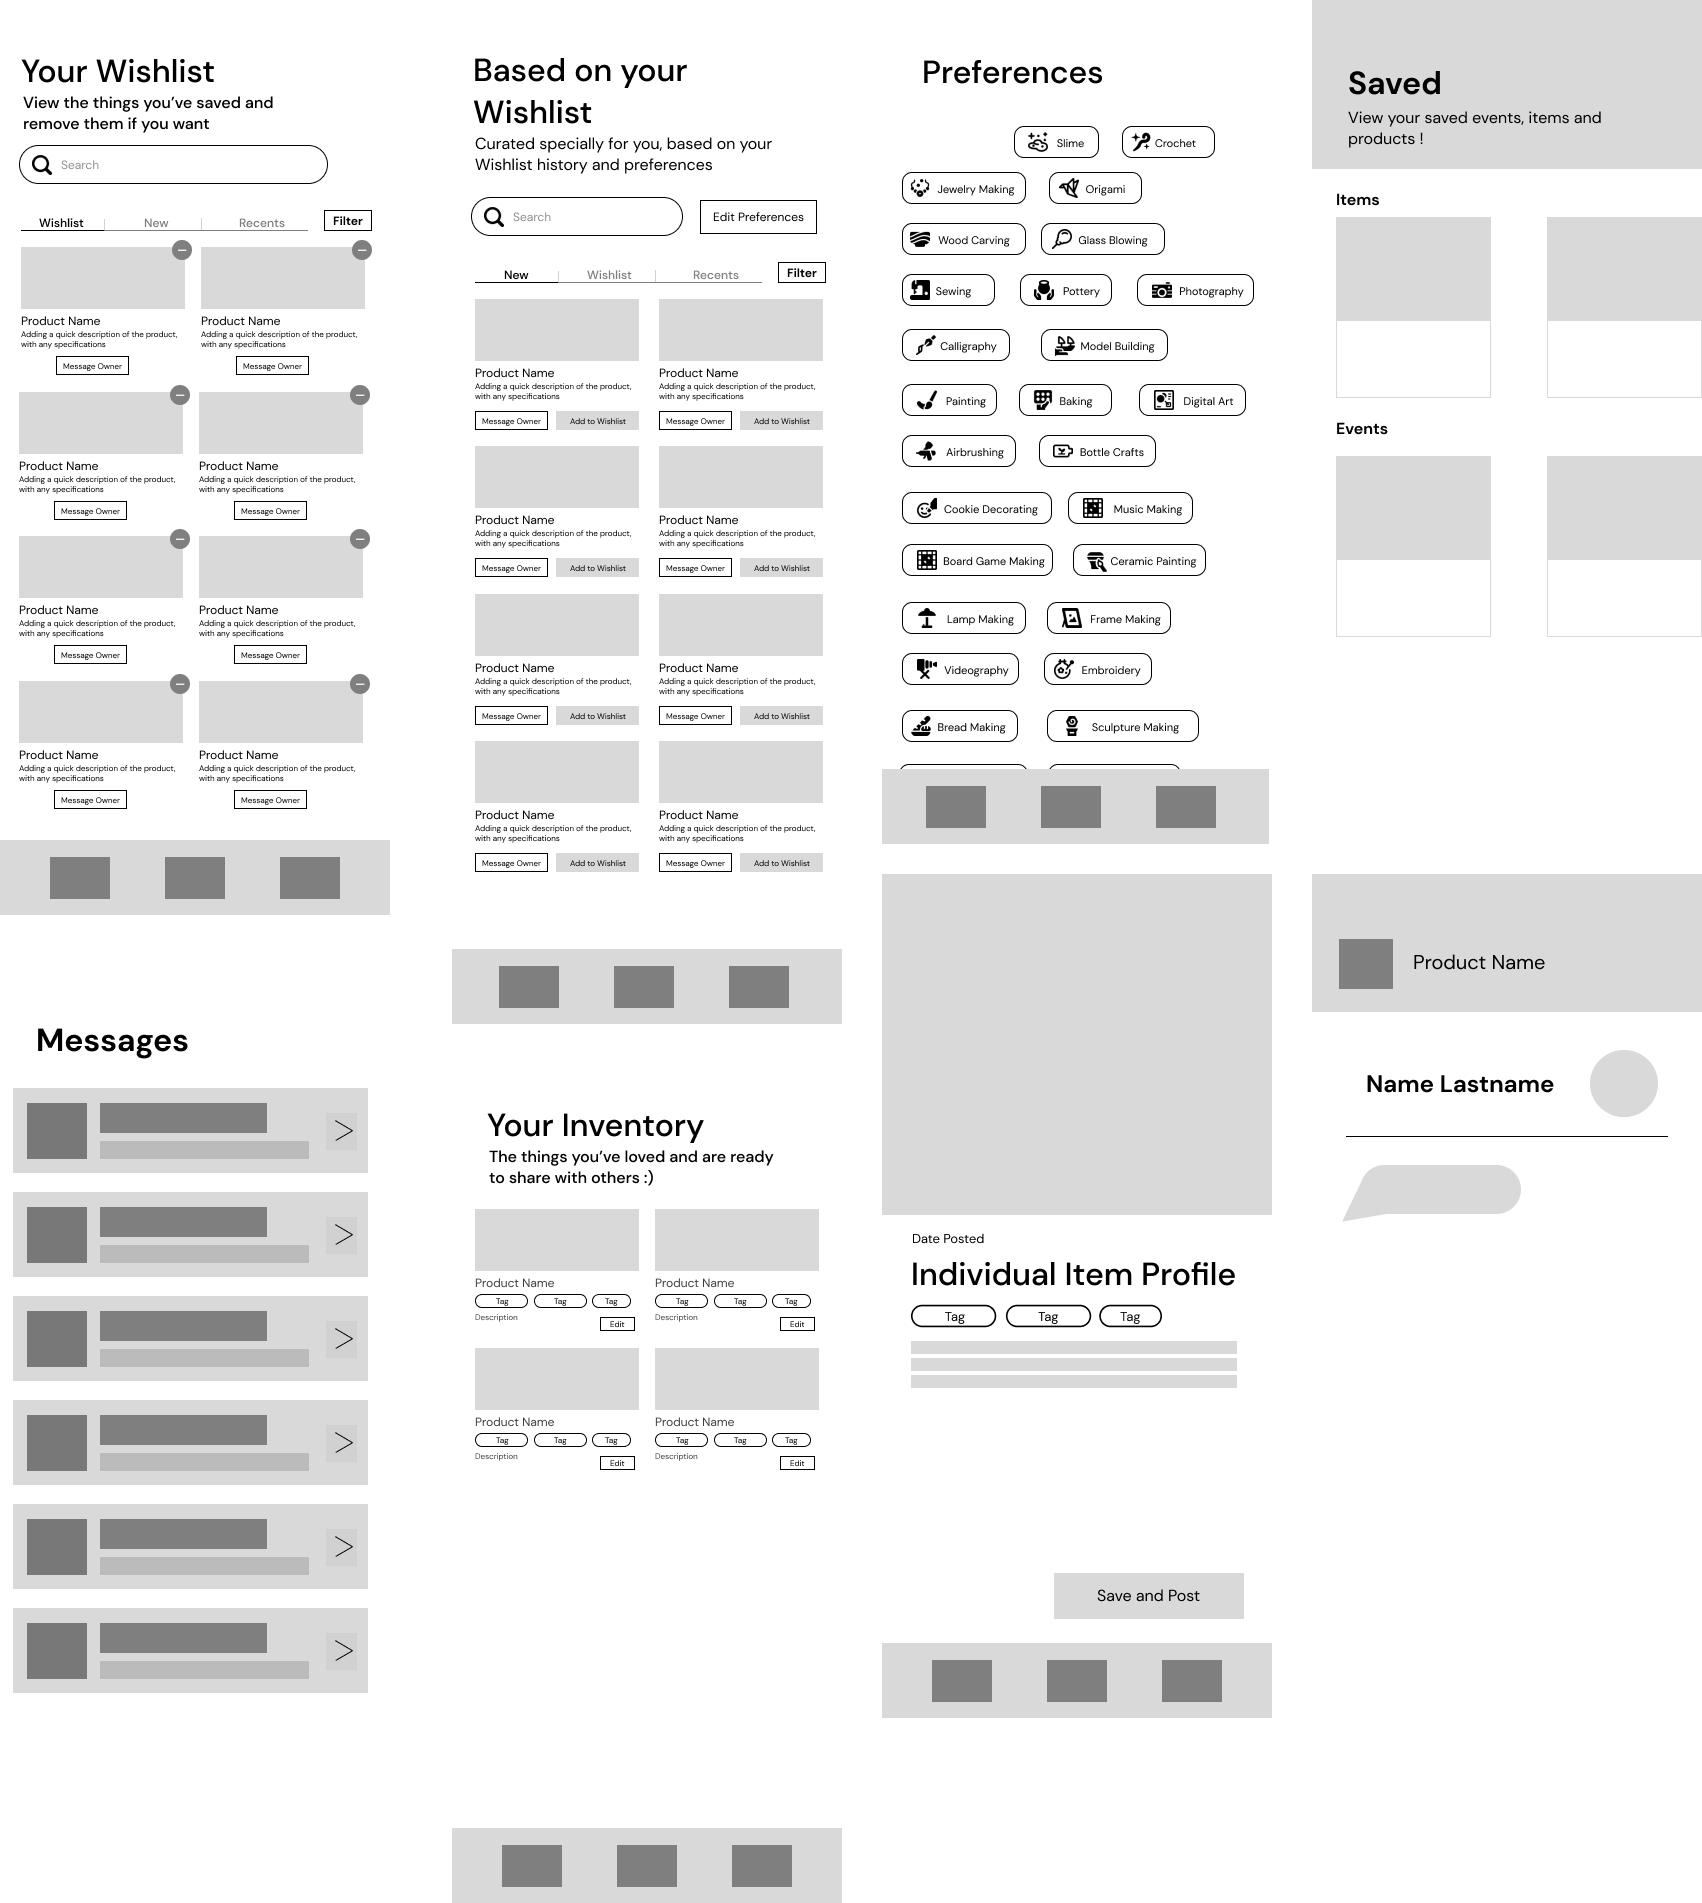 Your Wishlist
View the things you’ve saved and
remove them if you want
Search
Wishlist
New
Recents
Filter
Product Name
Adding a quick description of the product,
with any specifications
Message Owner
Product Name
Adding a quick description of the product,
with any specifications
Message Owner
Product Name
Adding a quick description of the product,
with any specifications
Message Owner
Product Name
Adding a quick description of the product,
with any specifications
Message Owner
Product Name
Adding a quick description of the product,
with any specifications
Message Owner
Product Name
Adding a quick description of the product,
with any specifications
Message Owner
Product Name
Adding a quick description of the product,
with any specifications
Message Owner
Product Name
Adding a quick description of the product,
with any specifications
Message Owner
Based on your
Wishlist
Curated specially for you, based on your
Wishlist history and preferences
Search
Edit Preferences
New
Wishlist
Recents
Filter
Product Name
Adding a quick description of the product,
with any specifications
Message Owner
Add to Wishlist
Product Name
Adding a quick description of the product,
with any specifications
Message Owner
Add to Wishlist
Product Name
Adding a quick description of the product,
with any specifications
Message Owner
Add to Wishlist
Product Name
Adding a quick description of the product,
with any specifications
Message Owner
Add to Wishlist
Product Name
Adding a quick description of the product,
with any specifications
Message Owner
Add to Wishlist
Product Name
Adding a quick description of the product,
with any specifications
Message Owner
Add to Wishlist
Product Name
Adding a quick description of the product,
with any specifications
Message Owner
Add to Wishlist
Product Name
Adding a quick description of the product,
with any specifications
Message Owner
Add to Wishlist
Preferences
Slime
Crochet
Jewelry Making
Origami
Wood Carving
Glass Blowing
Sewing
Pottery
Photography
Calligraphy
Model Building
Painting
Baking
Digital Art
Airbrushing
Bottle Crafts
Cookie Decorating
Music Making
Board Game Making
Ceramic Painting
Lamp Making
Frame Making
Videography
Embroidery
Bread Making
Sculpture Making
Saved
View your saved events, items and
products !
Items
Events
Messages
Your Inventory
The things you’ve loved and are ready
to share with others :)
Product Name
Tag
Tag
Tag
Description
Edit
Product Name
Tag
Tag
Tag
Description
Edit
Product Name
Tag
Tag
Tag
Description
Edit
Product Name
Tag
Tag
Tag
Description
Edit
Date Posted
Individual Item Profile
Tag
Tag
Tag
Save and Post
Product Name
Name Lastname